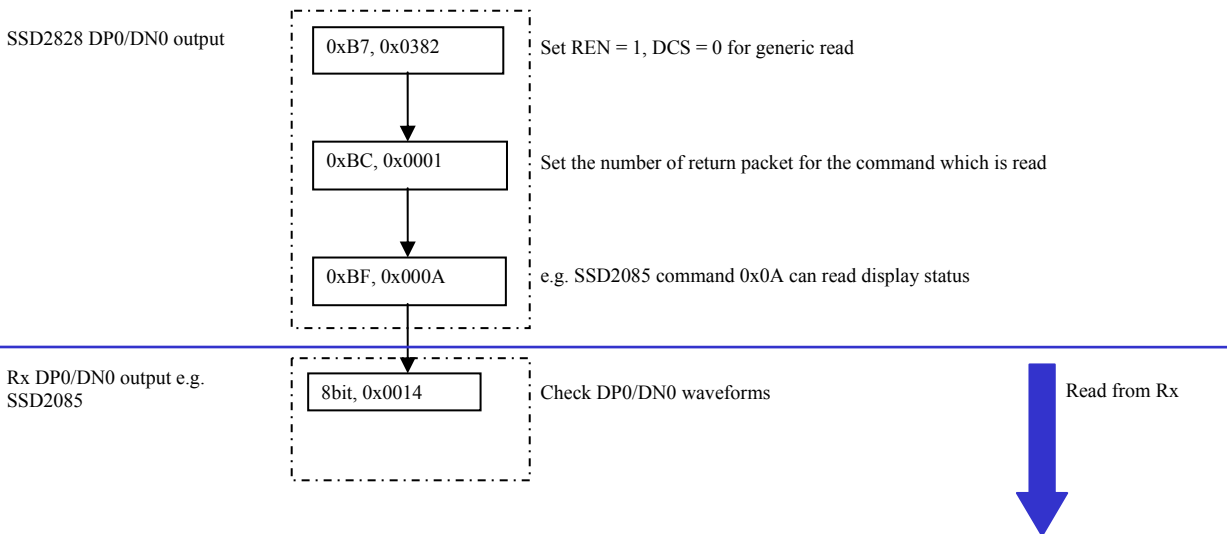 SSD2828 DP0/DN0 output
0xB7, 0x0382
Set REN = 1, DCS = 0 for generic read
0xBC, 0x0001
Set the number of return packet for the command which is read
0xBF, 0x000A
e.g. SSD2085 command 0x0A can read display status
Rx DP0/DN0 output e.g.
SSD2085
8bit, 0x0014
Check DP0/DN0 waveforms
Read from Rx